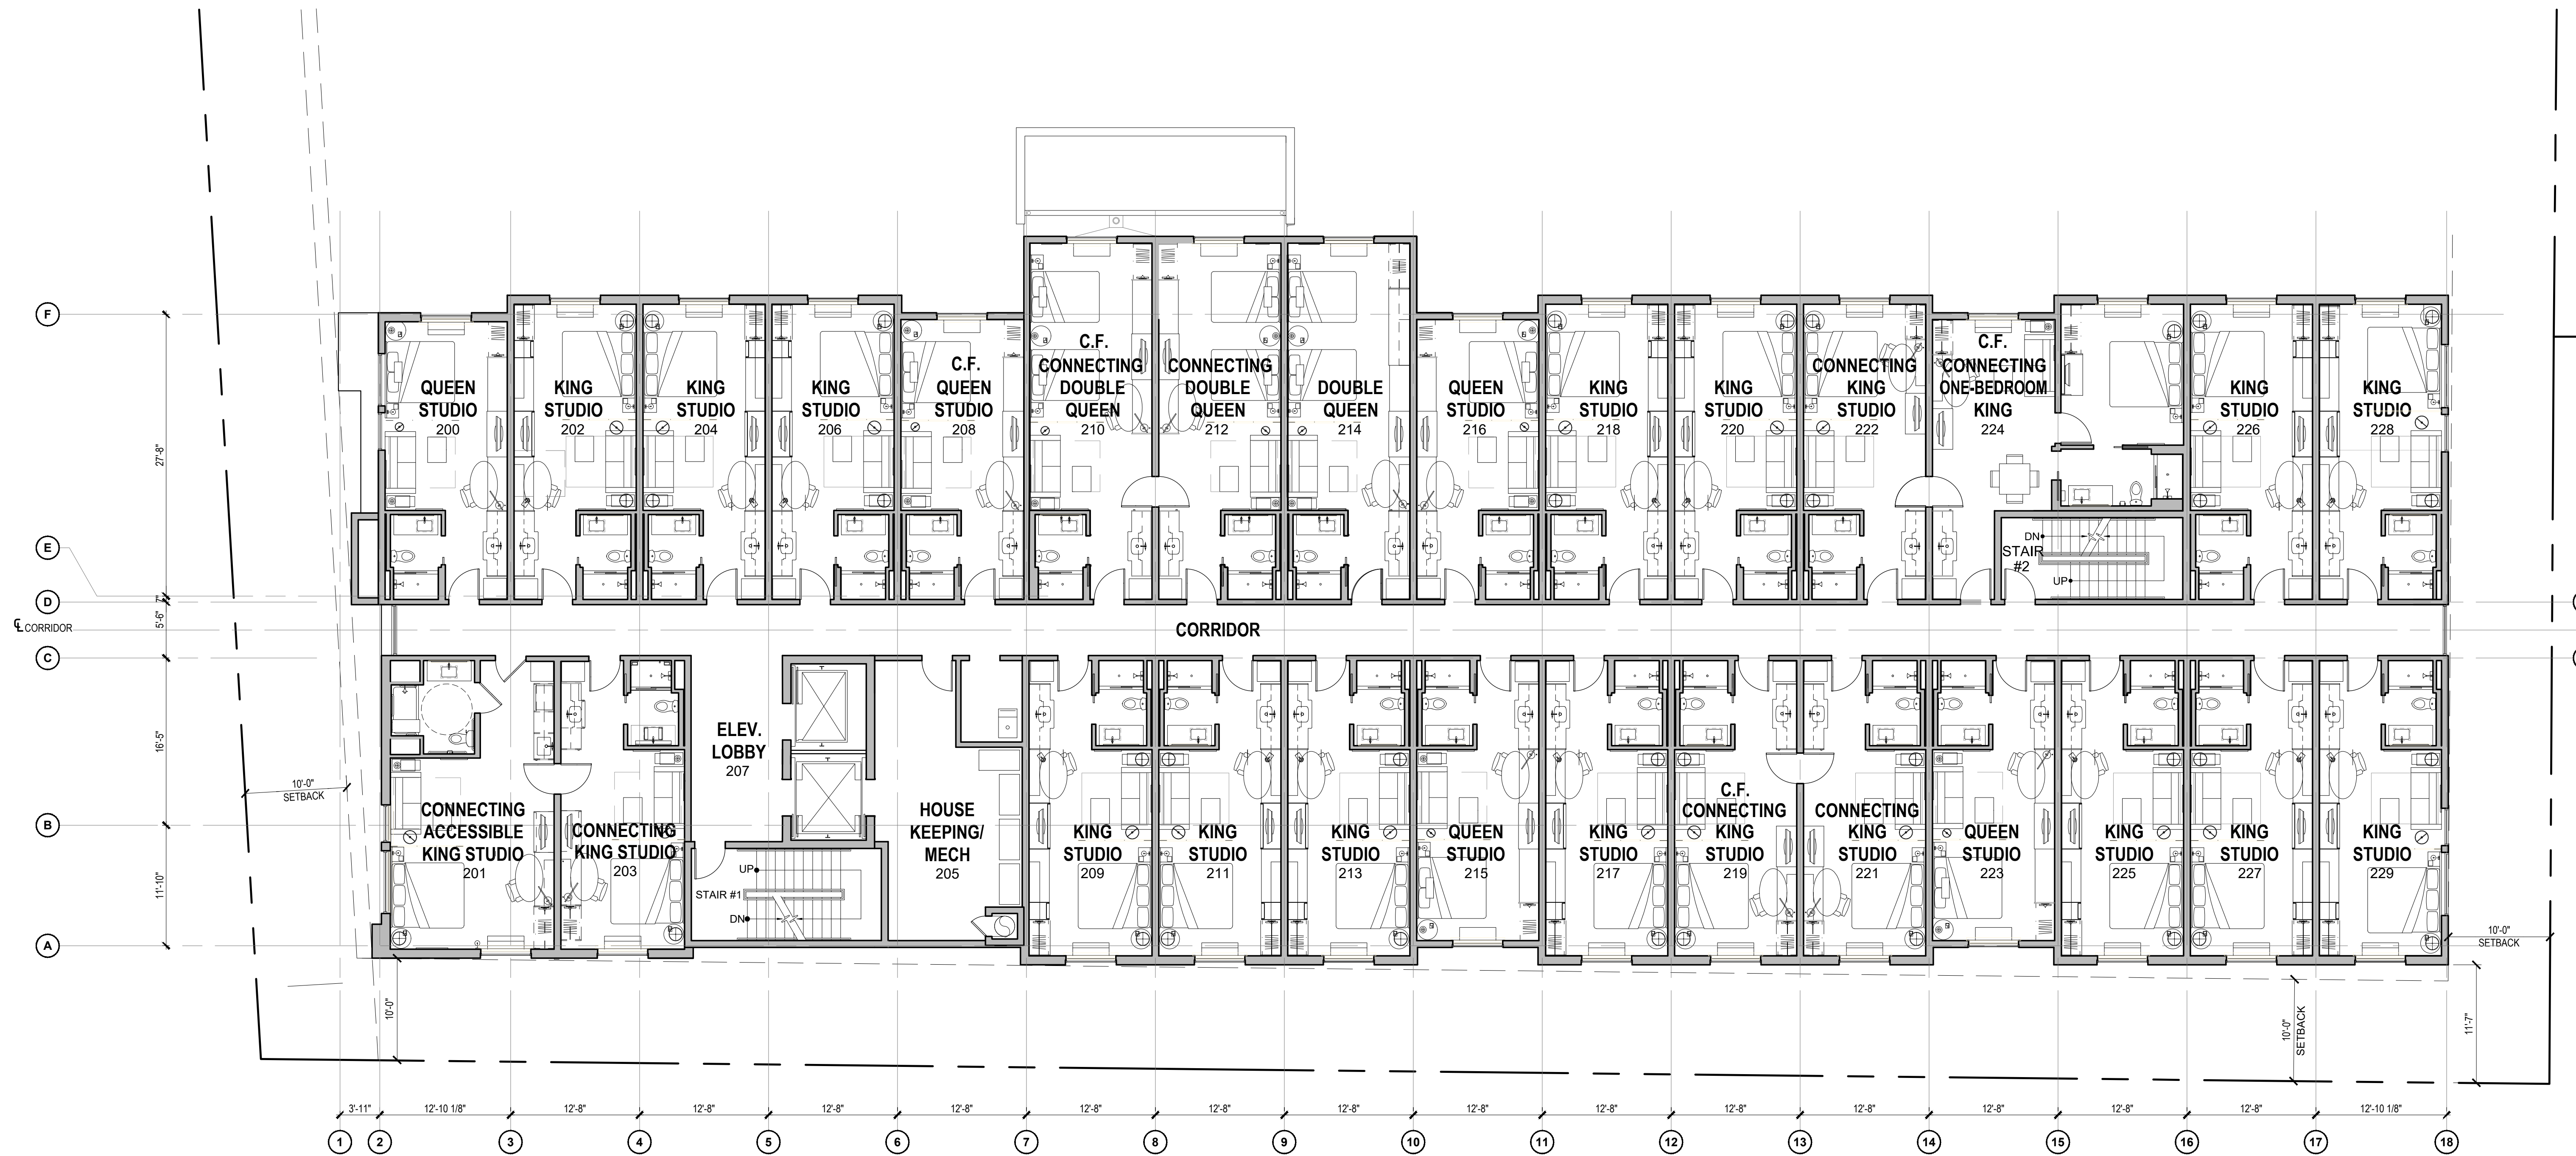 F
E
D
℄ CORRIDOR
C
B
A
27'-8"
7"
5'-6"
16'-5"
11'-10"
QUEEN
STUDIO
200
KING
STUDIO
202
KING
STUDIO
204
KING
STUDIO
206
C.F.
QUEEN
STUDIO
208
C.F.
CONNECTING
DOUBLE
QUEEN
210
CONNECTING
DOUBLE
QUEEN
212
DOUBLE
QUEEN
214
QUEEN
STUDIO
216
KING
STUDIO
218
KING
STUDIO
220
CONNECTING
KING
STUDIO
222
C.F.
CONNECTING
ONE-BEDROOM
KING
224
KING
STUDIO
226
KING
STUDIO
228
DN
STAIR
#2
UP
CORRIDOR
CONNECTING
ACCESSIBLE
KING STUDIO
201
CONNECTING
KING STUDIO
203
ELEV.
LOBBY
207
UP
STAIR #1
DN
HOUSE
KEEPING/
MECH
205
KING
STUDIO
209
KING
STUDIO
211
KING
STUDIO
213
QUEEN
STUDIO
215
KING
STUDIO
217
C.F.
CONNECTING
KING
STUDIO
219
CONNECTING
KING
STUDIO
221
QUEEN
STUDIO
223
KING
STUDIO
225
KING
STUDIO
227
KING
STUDIO
229
10'-0"
SETBACK
10'-0"
SETBACK
10'-0"
10'-0"
SETBACK
11'-7"
3'-11"
12'-10 1/8"
12'-8"
12'-8"
12'-8"
12'-8"
12'-8"
12'-8"
12'-8"
12'-8"
12'-8"
12'-8"
12'-8"
12'-8"
12'-8"
12'-8"
12'-10 1/8"
1
2
3
4
5
6
7
8
9
10
11
12
13
14
15
16
17
18